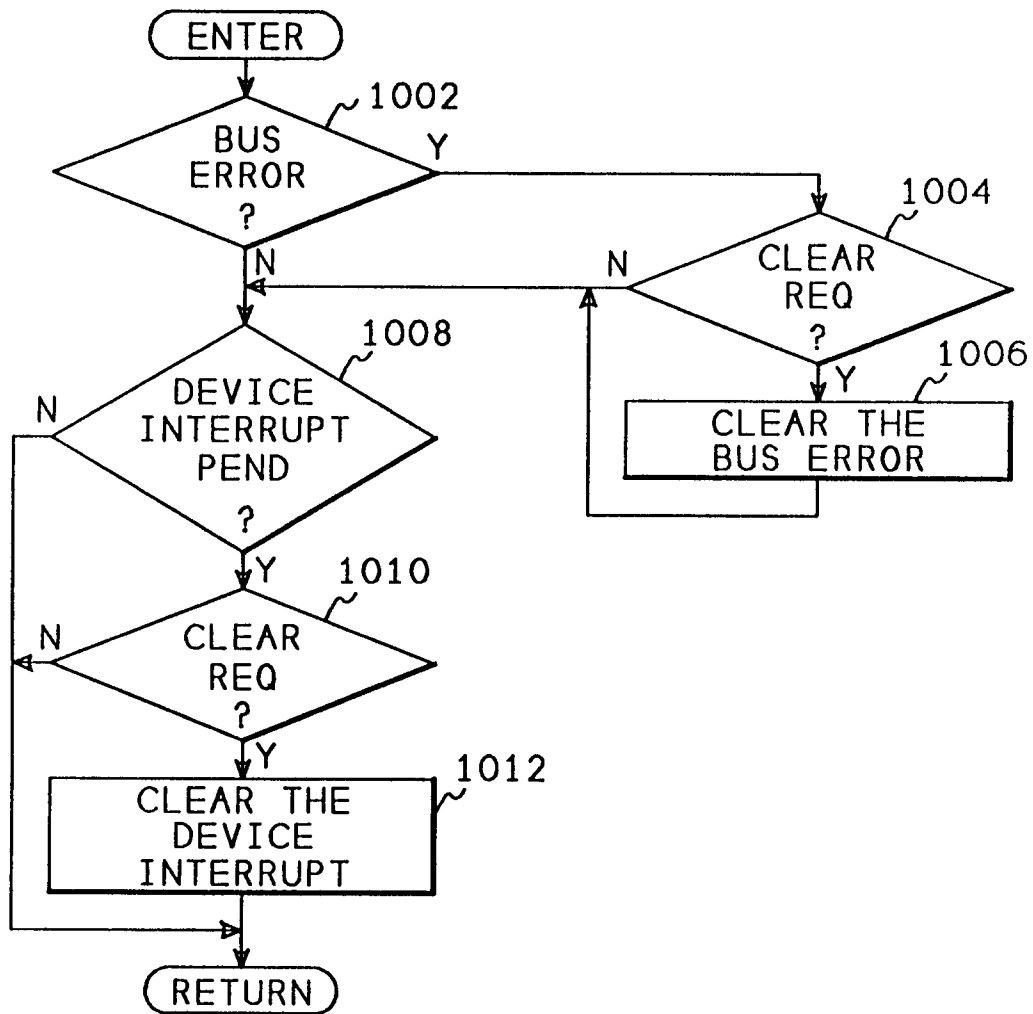 ENTER
1002
BUS
ERROR
?
Y
N
1004
CLEAR
REQ
?
N
Y
1006
CLEAR THE
BUS ERROR
1008
DEVICE
INTERRUPT
PEND
?
N
Y
1010
CLEAR
REQ
?
N
Y
1012
CLEAR THE
DEVICE
INTERRUPT
RETURN